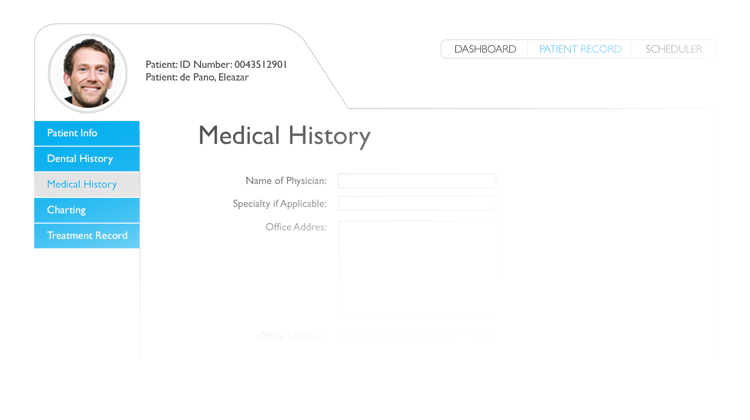 DASHBOARD PATIENT RECORD SCHEDULER
Patient: ID Number: 0043512901
Patient: de Pano, Eleazar
Patient Info
Dental History
Medical History
Charting
Treatment Record
Medical History
Name of Physician:
Specialty if Applicable:
Office Addres:
Office